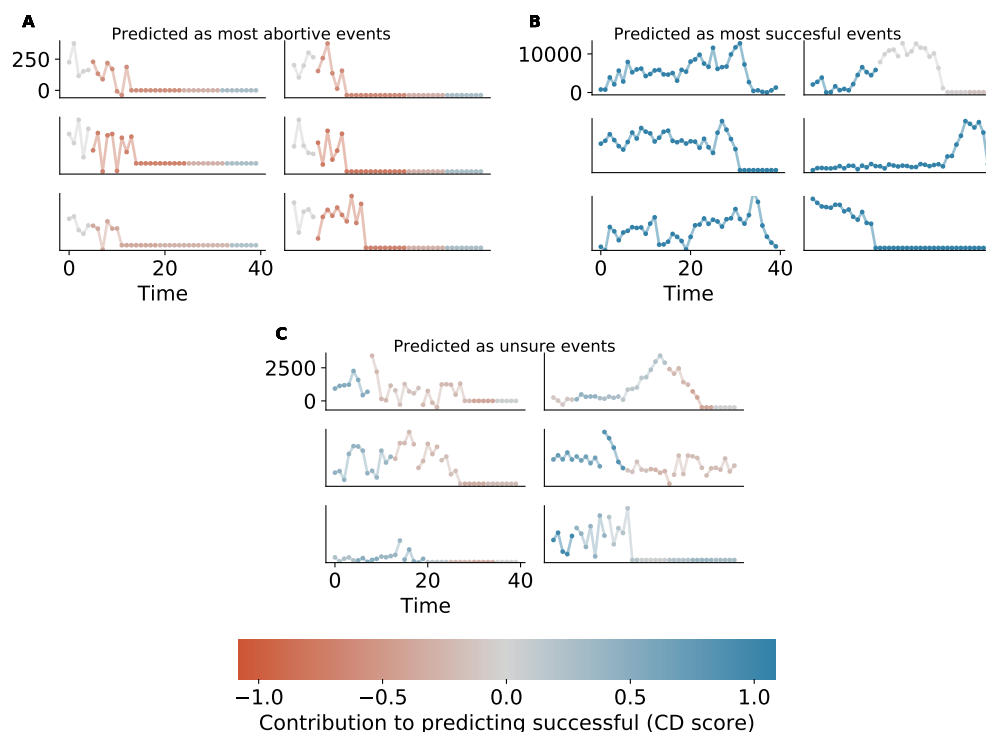 A
Predicted as most abortive events
250
0
0 20 40
Time
B
Predicted as most succesful events
10000
0
0 20 40
Time
C
Predicted as unsure events
2500
0
0 20 40
Time
−1.0 −0.5 0.0 0.5 1.0
Contribution to predicting successful (CD score)